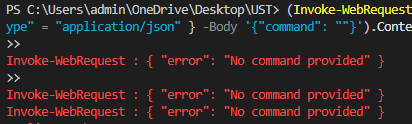 PS C:\Users\admin\OneDrive\Desktop\UST> (Invoke-WebRequest
ype" = "application/json" } -Body '{"command": ""}').Conte
>>
Invoke-WebRequest : { "error": "No command provided" }
>>
Invoke-WebRequest : { "error": "No command provided" }
Invoke-WebRequest : { "error": "No command provided" }